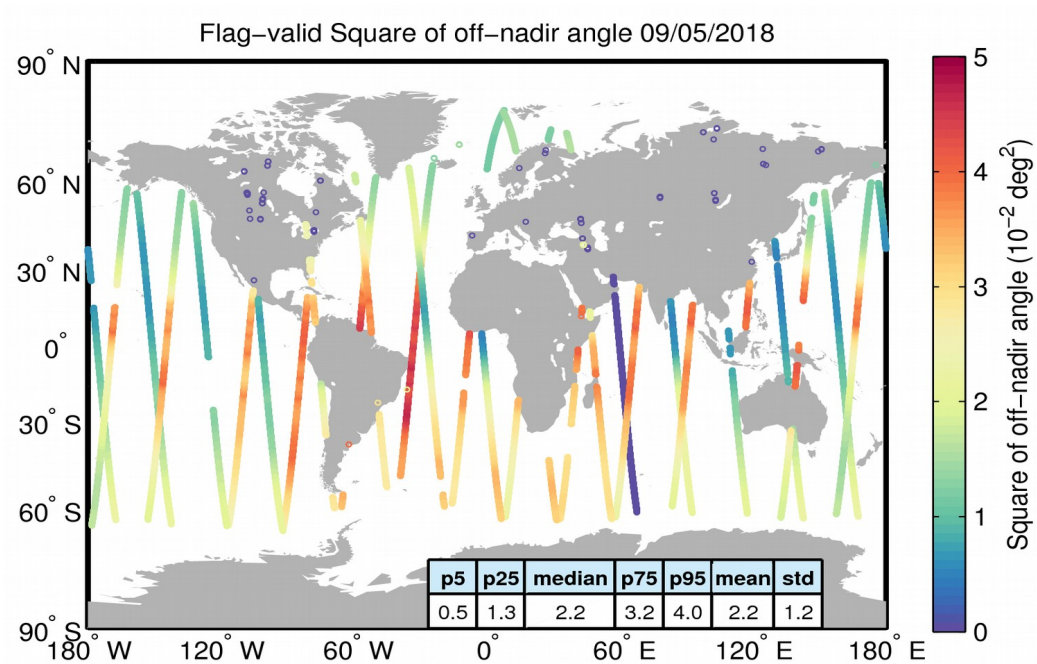 Flag-valid Square of off-nadir angle 09/05/2018
90° N
60° N
30° N
0°
30° S
60° S
90° S
180° W
120° W
60° W
0°
60° E
120° E
180° E
p5 p25 median p75 p95 mean std
0.5 1.3 2.2 3.2 4.0 2.2 1.2
5
4
3
2
1
0
Square of off-nadir angle (10⁻² deg²)